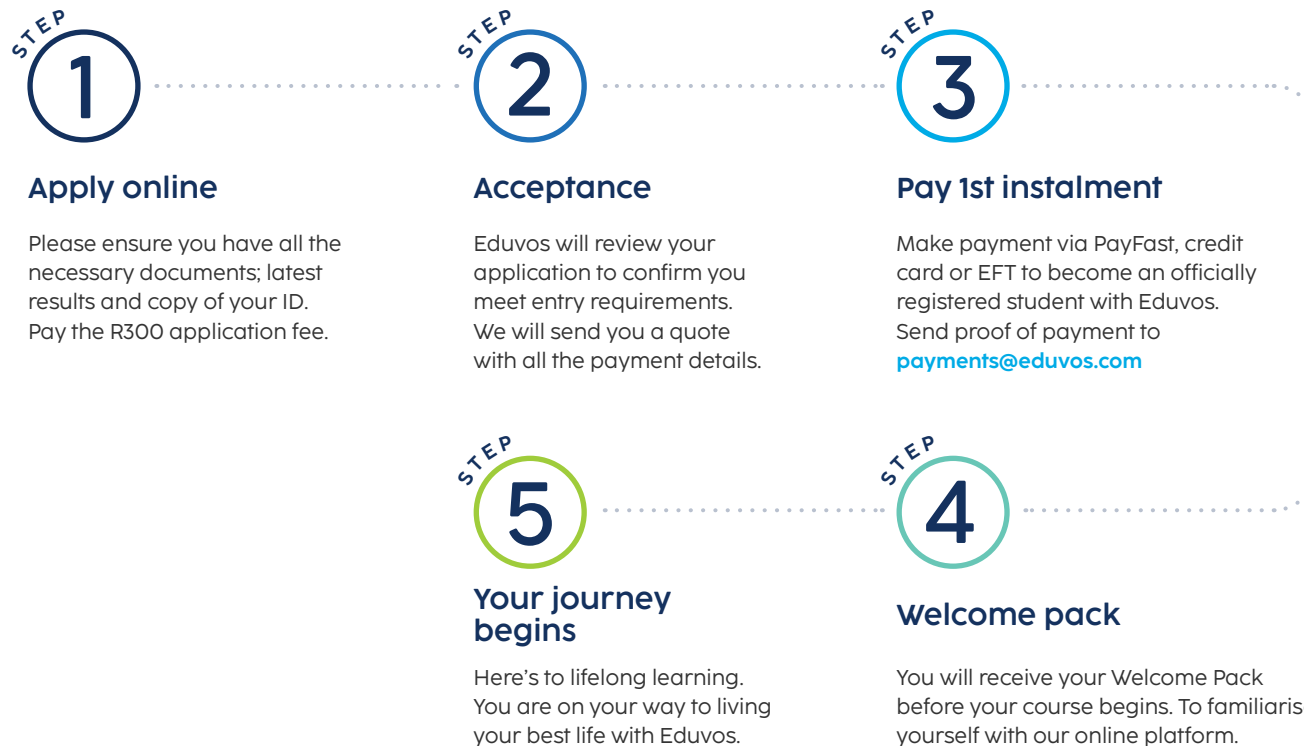 STEP
1
Apply online
Please ensure you have all the
necessary documents; latest
results and copy of your ID.
Pay the R300 application fee.
STEP
2
Acceptance
Eduvos will review your
application to confirm you
meet entry requirements.
We will send you a quote
with all the payment details.
STEP
3
Pay 1st instalment
Make payment via PayFast, credit
card or EFT to become an officially
registered student with Eduvos.
Send proof of payment to
payments@eduvos.com
STEP
4
Welcome pack
You will receive your Welcome Pack
before your course begins. To familiaris
yourself with our online platform.
STEP
5
Your journey
begins
Here's to lifelong learning.
You are on your way to living
your best life with Eduvos.